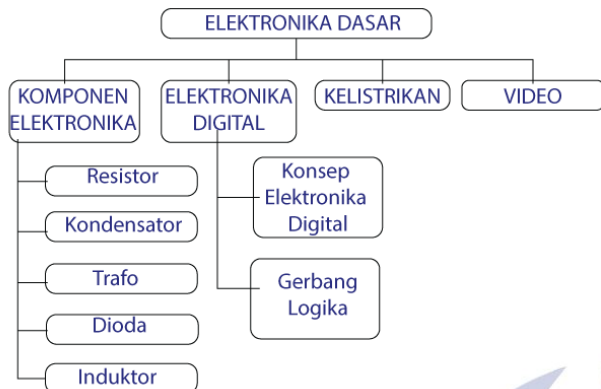 ELEKTRONIKA DASAR
KOMPONEN
ELEKTRONIKA
ELEKTRONIKA
DIGITAL
KELISTRIKAN
VIDEO
Resistor
Kondensator
Trafo
Dioda
Induktor
Konsep
Elektronika
Digital
Gerbang
Logika